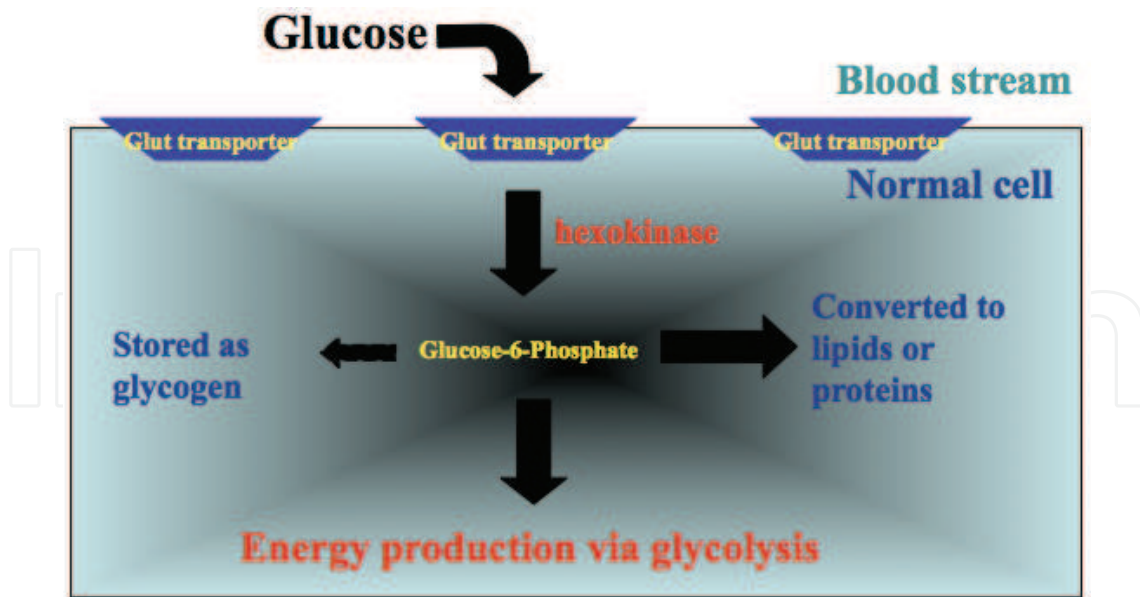 Glucose
Blood stream
Glut transporter
Glut transporter
Glut transporter
Normal cell
hexokinase
Stored as
glycogen
Glucose-6-Phosphate
Converted to
lipids or
proteins
Energy production via glycolysis